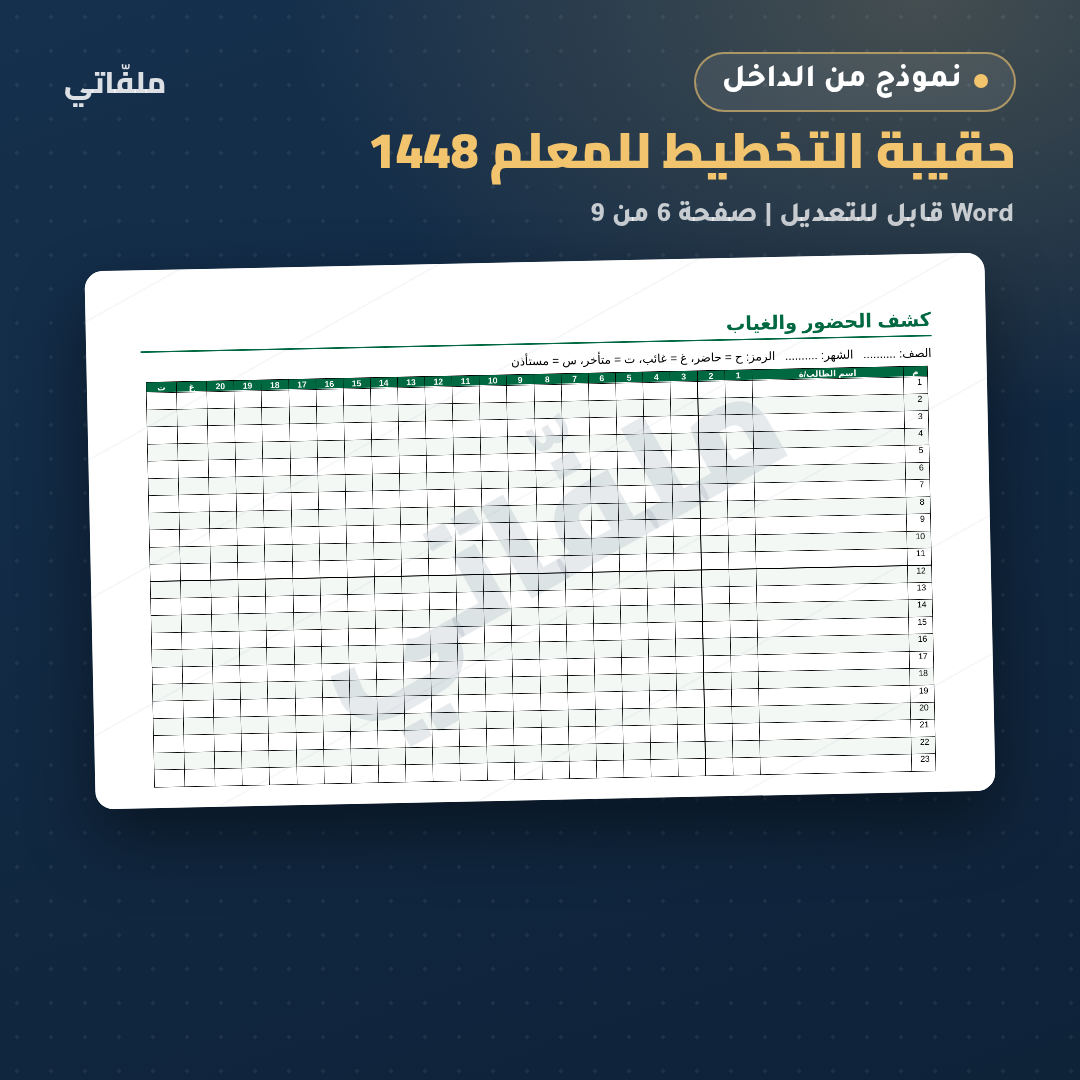 نموذج من الداخل
ملفّاتي
حقيبة التخطيط للمعلم 1448
Word قابل للتعديل | صفحة 6 من 9
كشف الحضور والغياب
الصف: .......... الشهر: .......... الرمز: ح = حاضر، غ = غائب، ت = متأخر، س = مستأذن
م اسم الطالب/ة 1 2 3 4 5 6 7 8 9 10 11 12 13 14 15 16 17 18 19 20 غ ت
1
2
3
4
5
6
7
8
9
10
11
12
13
14
15
16
17
18
19
20
21
22
23
ملفّاتي